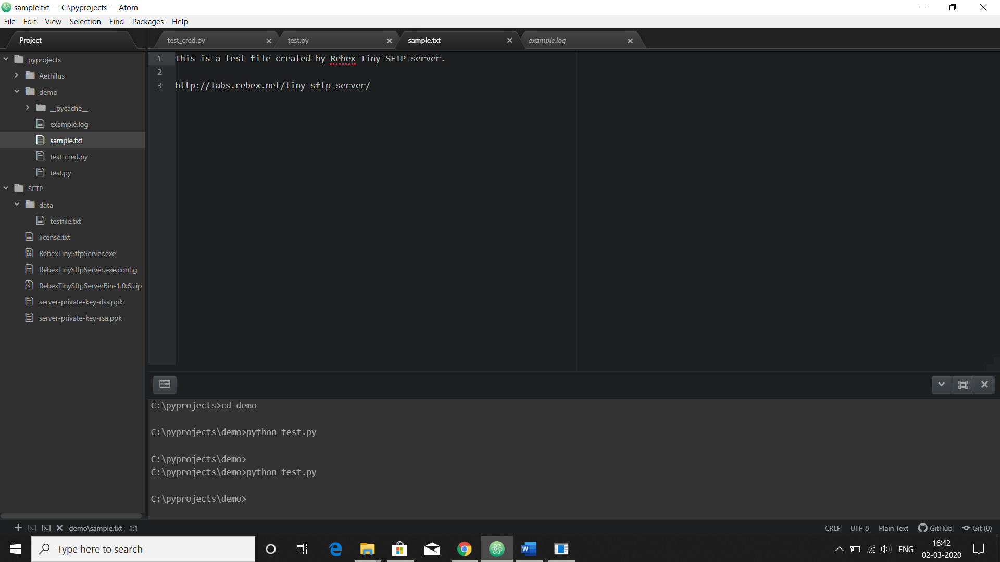 sample.txt — C:\pyprojects — Atom
File Edit View Selection Find Packages Help
Project
test_cred.py
test.py
sample.txt
example.log
pyprojects
Aethilus
demo
__pycache__
example.log
sample.txt
test_cred.py
test.py
SFTP
data
testfile.txt
license.txt
RebexTinySftpServer.exe
RebexTinySftpServer.exe.config
RebexTinySftpServerBin-1.0.6.zip
server-private-key-dss.ppk
server-private-key-rsa.ppk
1 This is a test file created by Rebex Tiny SFTP server.
2
3 http://labs.rebex.net/tiny-sftp-server/
C:\pyprojects>cd demo
C:\pyprojects\demo>python test.py
C:\pyprojects\demo>
C:\pyprojects\demo>python test.py
C:\pyprojects\demo>
demo\sample.txt 1:1
CRLF UTF-8 Plain Text GitHub Git (0)
Type here to search
ENG
16:42
02-03-2020